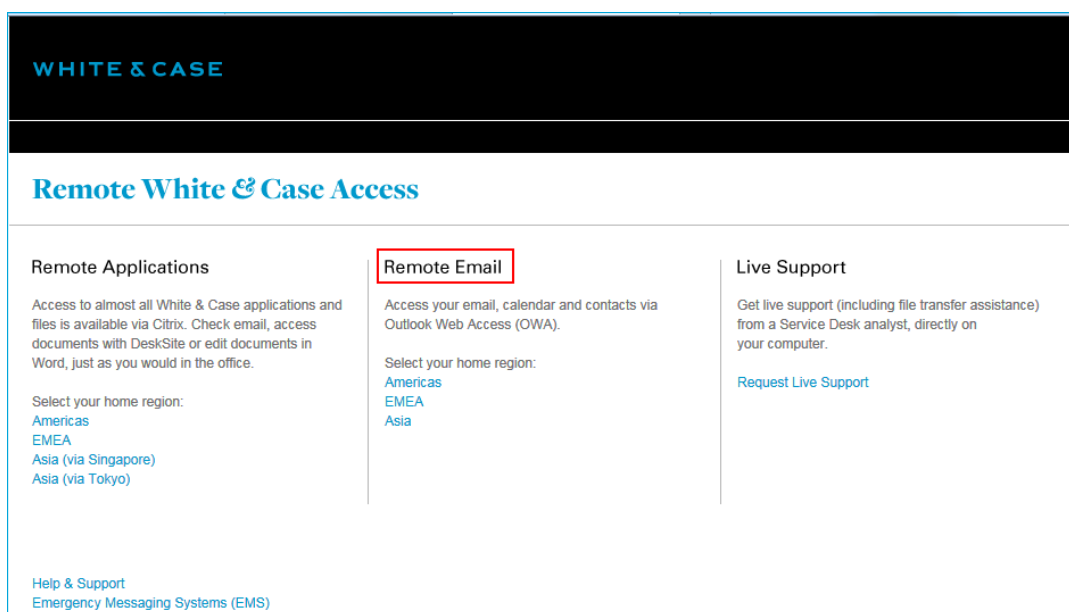 WHITE & CASE
Remote White & Case Access
Remote Applications
Access to almost all White & Case applications and
files is available via Citrix. Check email, access
documents with DeskSite or edit documents in
Word, just as you would in the office.
Select your home region:
Americas
EMEA
Asia (via Singapore)
Asia (via Tokyo)
Remote Email
Access your email, calendar and contacts via
Outlook Web Access (OWA).
Select your home region:
Americas
EMEA
Asia
Live Support
Get live support (including file transfer assistance)
from a Service Desk analyst, directly on
your computer.
Request Live Support
Help & Support
Emergency Messaging Systems (EMS)